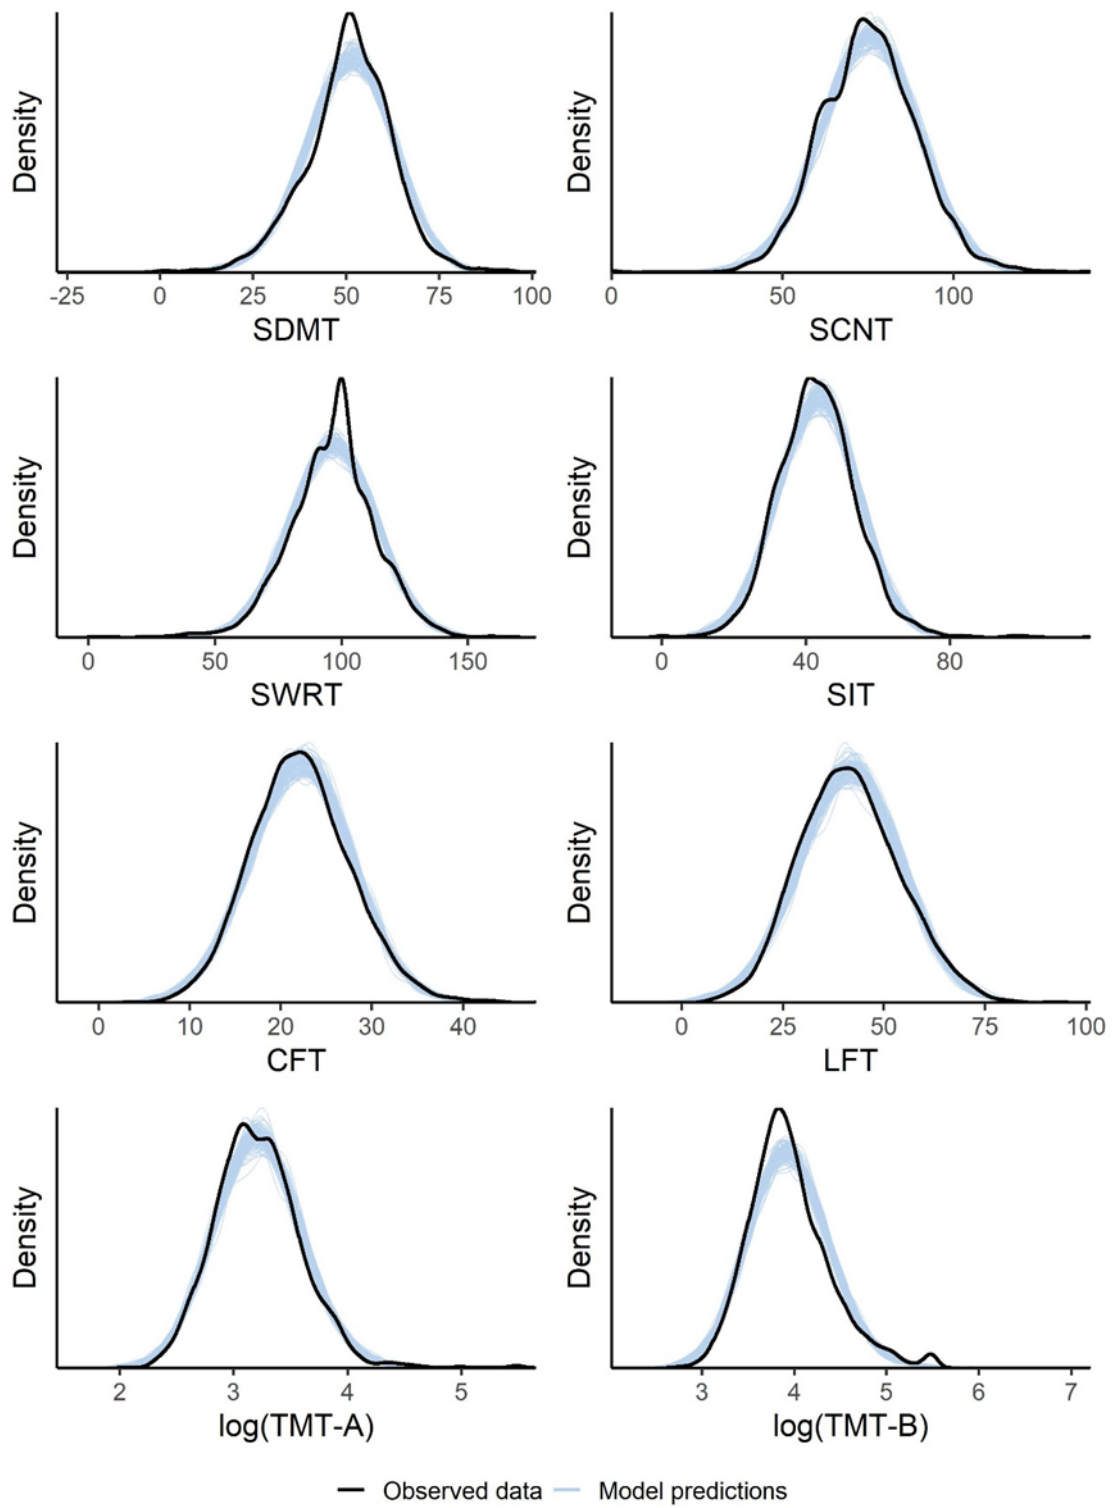 Density
Density
-25 0 25 50 75 100
0 50 100
SDMT
SCNT
Density
Density
0 50 100 150
0 40 80
SWRT
SIT
Density
Density
0 10 20 30 40
0 25 50 75 100
CFT
LFT
Density
Density
2 3 4 5
3 4 5 6 7
log(TMT-A)
log(TMT-B)
Observed data Model predictions